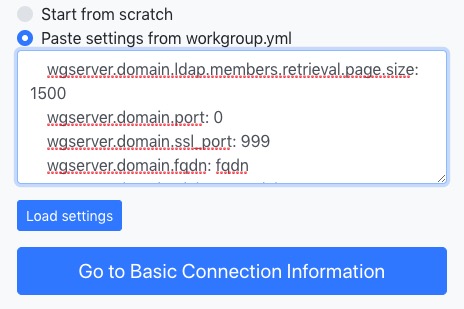 Start from scratch
Paste settings from workgroup.yml
wgserver.domain.ldap.members.retrieval.page.size:
1500
wgserver.domain.port: 0
wgserver.domain.ssl_port: 999
wgserver.domain.fqdn: fqdn
Load settings
Go to Basic Connection Information